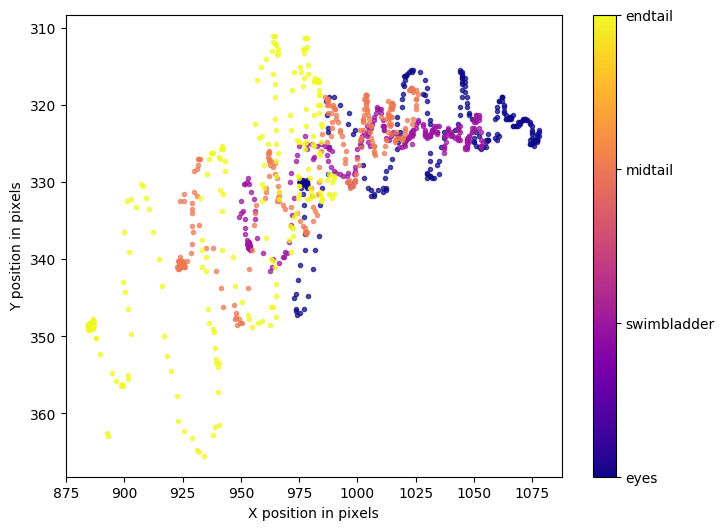 310
320
330
340
350
360
Y position in pixels
875
900
925
950
975
1000
1025
1050
1075
X position in pixels
endtail
midtail
swimbladder
eyes